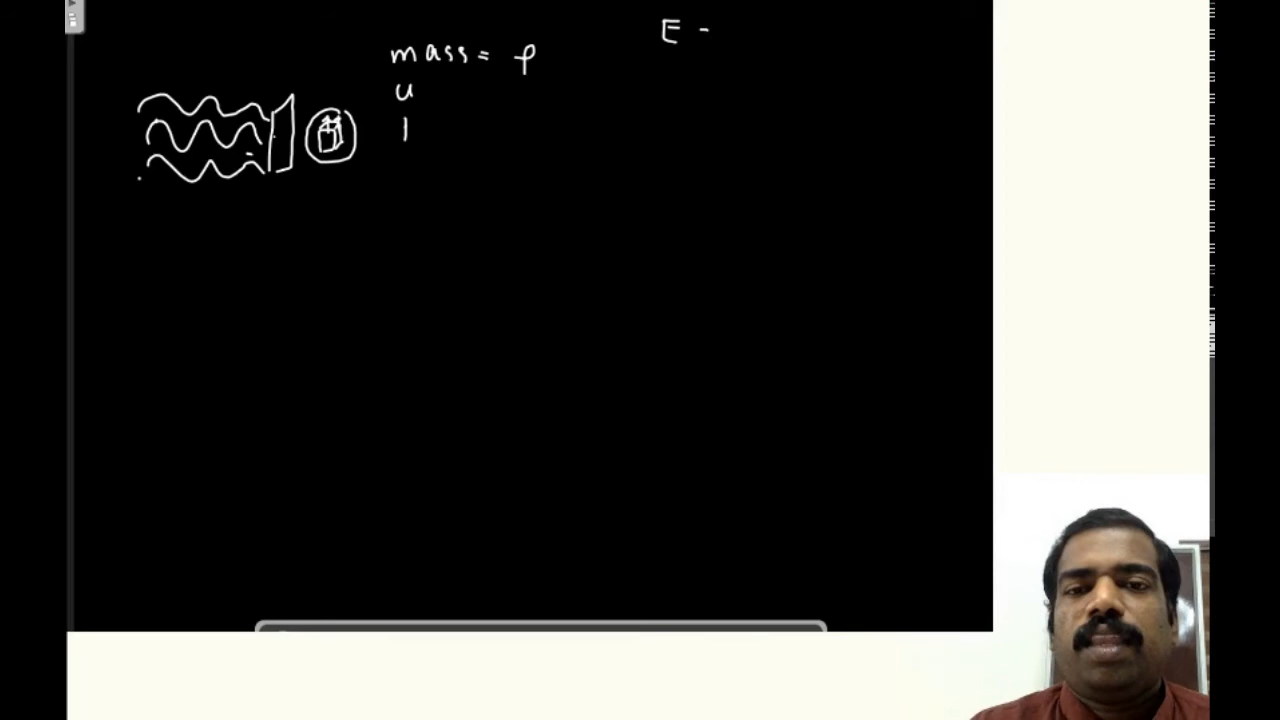 E -
mass = ρ
u
l